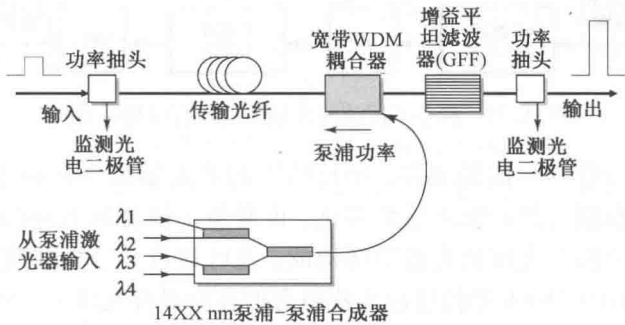 增益平
坦滤波
器(GFF)
宽带WDM
耦合器
功率抽头
功率
抽头
输入
传输光纤
输出
监测光
电二极管
泵浦功率
监测光
电二极管
λ1
λ2
λ3
λ4
从泵浦激
光器输入
14XX nm泵浦-泵浦合成器